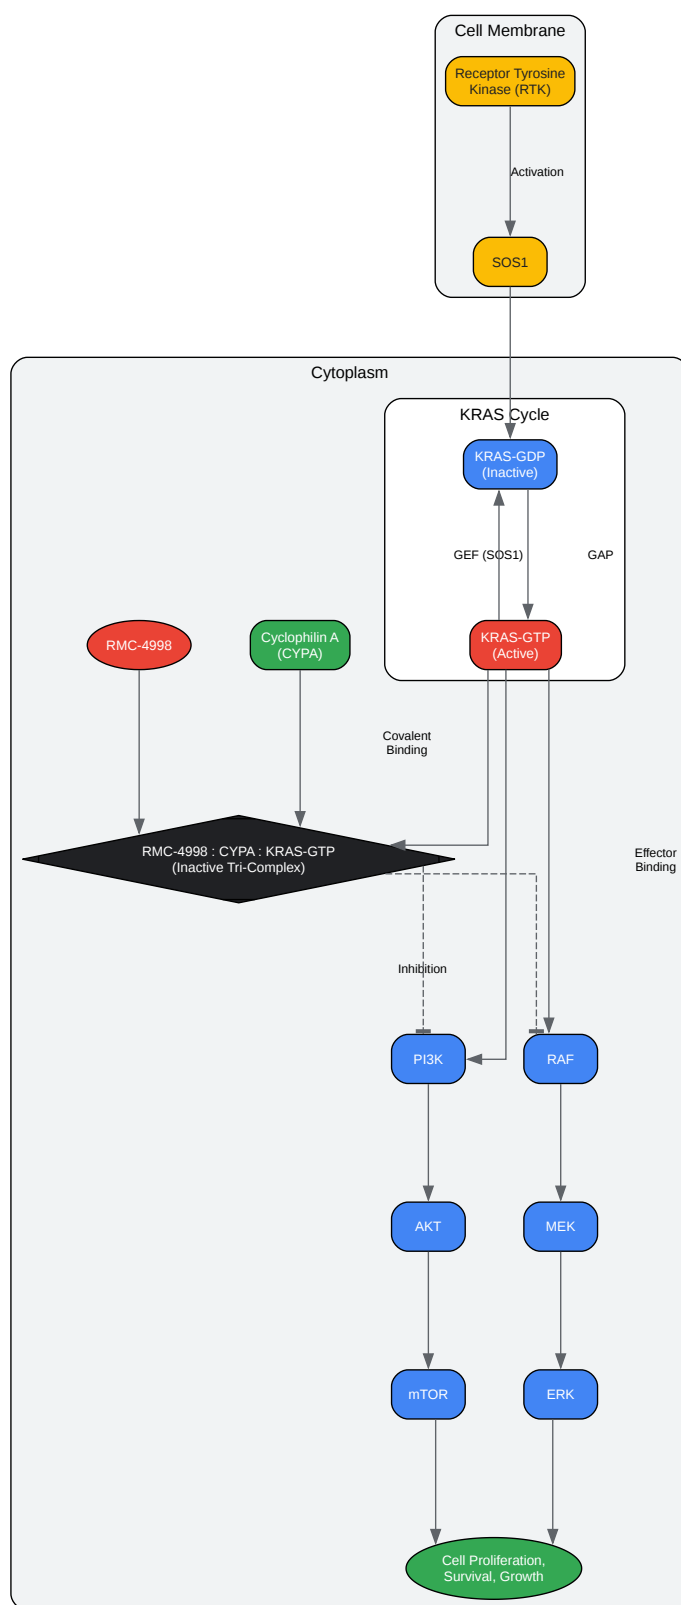 Cell Membrane
Receptor Tyrosine
Kinase (RTK)
Activation
SOS1
Cytoplasm
KRAS Cycle
KRAS-GDP
(Inactive)
GEF (SOS1)
GAP
RMC-4998
Cyclophilin A
(CYPA)
KRAS-GTP
(Active)
Covalent
Binding
RMC-4998 : CYPA : KRAS-GTP
(Inactive Tri-Complex)
Effector
Binding
Inhibition
PI3K
RAF
AKT
MEK
mTOR
ERK
Cell Proliferation,
Survival, Growth